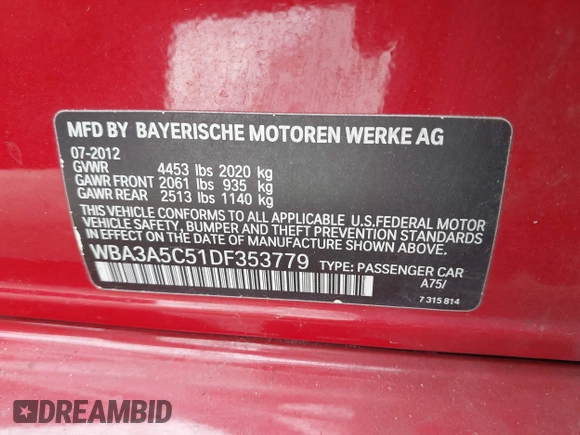 MFD BY BAYERISCHE MOTOREN WERKE AG
07-2012
GVWR 4453 lbs 2020 kg
GAWR FRONT 2061 lbs 935 kg
GAWR REAR 2513 lbs 1140 kg
THIS VEHICLE CONFORMS TO ALL APPLICABLE U.S.FEDERAL MOTOR
VEHICLE SAFETY, BUMPER AND THEFT PREVENTION STANDARDS
IN EFFECT ON THE DATE OF MANUFACTURE SHOWN ABOVE.
WBA3A5C51DF353779 TYPE: PASSENGER CAR
A75/
7 315 814
DREAMBID